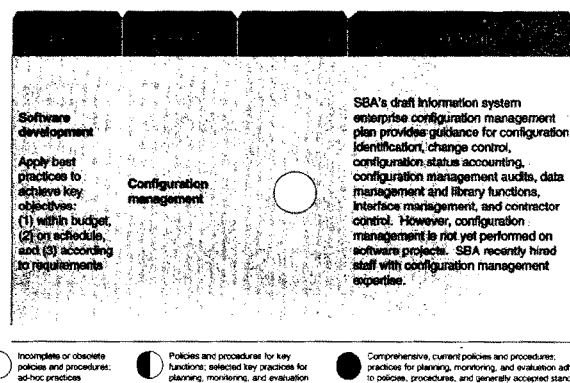 Software
development
Apply best
practices to
achieve key
objectives:
(1) within budget,
(2) on schedule,
and (3) according
to requirements
Configuration
management
SBA's draft information system
enterprise configuration management
plan provides guidance for configuration
identification, change control,
configuration status accounting,
configuration management audits, data
management and library functions,
interface management, and contractor
control. However, configuration
management is not yet performed on
software projects. SBA recently hired
staff with configuration management
expertise.
Incomplete or obsolete
policies and procedures;
ad-hoc practices
Policies and procedures for key
functions; selected key practices for
planning, monitoring, and evaluation
Comprehensive, current policies and procedures;
practices for planning, monitoring, and evaluation adh
to policies, procedures, and generally accepted stand